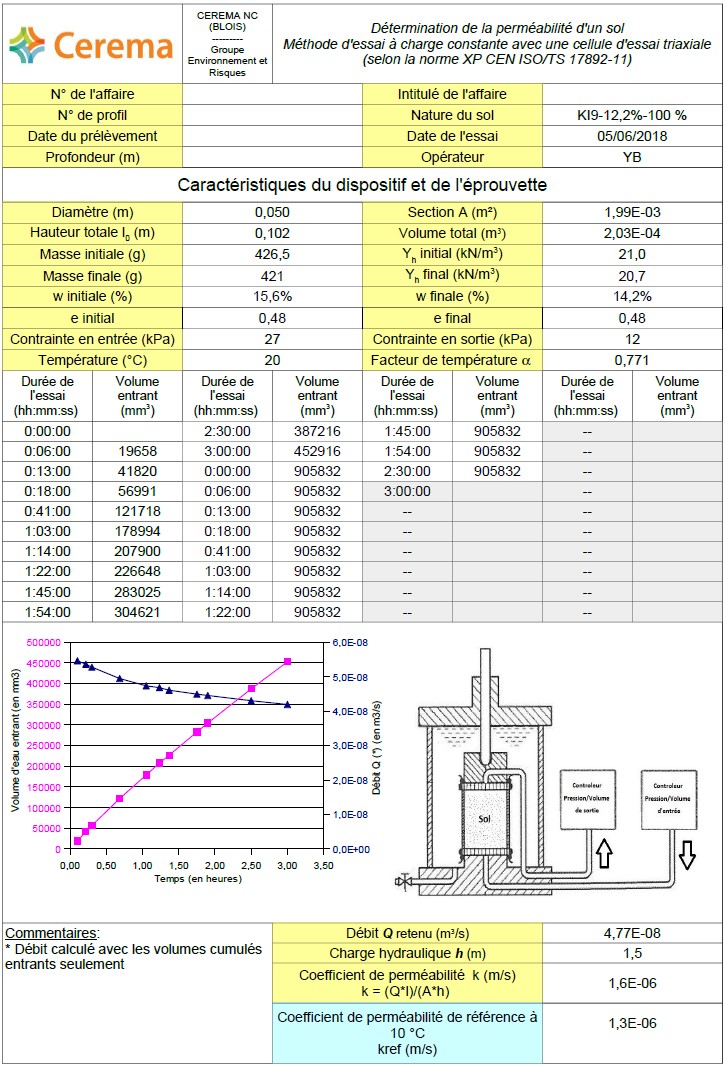 Cerema
CEREMA NC
(BLOIS)
---------
Groupe
Environnement et
Risques
Détermination de la perméabilité d'un sol
Méthode d'essai à charge constante avec une cellule d'essai triaxiale
(selon la norme XP CEN ISO/TS 17892-11)
N° de l'affaire Intitulé de l'affaire
N° de profil Nature du sol KI9-12,2%-100 %
Date du prélèvement Date de l'essai 05/06/2018
Profondeur (m) Opérateur YB
Caractéristiques du dispositif et de l'éprouvette
Diamètre (m) 0,050 Section A (m²) 1,99E-03
Hauteur totale l0 (m) 0,102 Volume total (m³) 2,03E-04
Masse initiale (g) 426,5 Yh initial (kN/m³) 21,0
Masse finale (g) 421 Yh final (kN/m³) 20,7
w initiale (%) 15,6% w finale (%) 14,2%
e initial 0,48 e final 0,48
Contrainte en entrée (kPa) 27 Contrainte en sortie (kPa) 12
Température (°C) 20 Facteur de température α 0,771
Durée de Volume Durée de Volume Durée de Volume Durée de Volume
l'essai entrant l'essai entrant l'essai entrant l'essai entrant
(hh:mm:ss) (mm³) (hh:mm:ss) (mm³) (hh:mm:ss) (mm³) (hh:mm:ss) (mm³)
0:00:00 2:30:00 387216 1:45:00 905832 --
0:06:00 19658 3:00:00 452916 1:54:00 905832 --
0:13:00 41820 0:00:00 905832 2:30:00 905832 --
0:18:00 56991 0:06:00 905832 3:00:00 --
0:41:00 121718 0:13:00 905832 -- --
1:03:00 178994 0:18:00 905832 -- --
1:14:00 207900 0:41:00 905832 -- --
1:22:00 226648 1:03:00 905832 -- --
1:45:00 283025 1:14:00 905832 -- --
1:54:00 304621 1:22:00 905832 -- --
Volume d'eau entrant (en mm3)
500000
450000
400000
350000
300000
250000
200000
150000
100000
50000
0
0,00 0,50 1,00 1,50 2,00 2,50 3,00 3,50
Temps (en heures)
6,0E-08
5,0E-08
4,0E-08
3,0E-08
2,0E-08
1,0E-08
0,0E+00
Débit Q (*) (en m3/s)
Sol
Controleur
Pression/Volume
de sortie
Controleur
Pression/Volume
d'entrée
Commentaires:
* Débit calculé avec les volumes cumulés
entrants seulement
Débit Q retenu (m³/s) 4,77E-08
Charge hydraulique h (m) 1,5
Coefficient de perméabilité k (m/s)
k = (Q*l)/(A*h)
1,6E-06
Coefficient de perméabilité de référence à
10 °C
kref (m/s)
1,3E-06